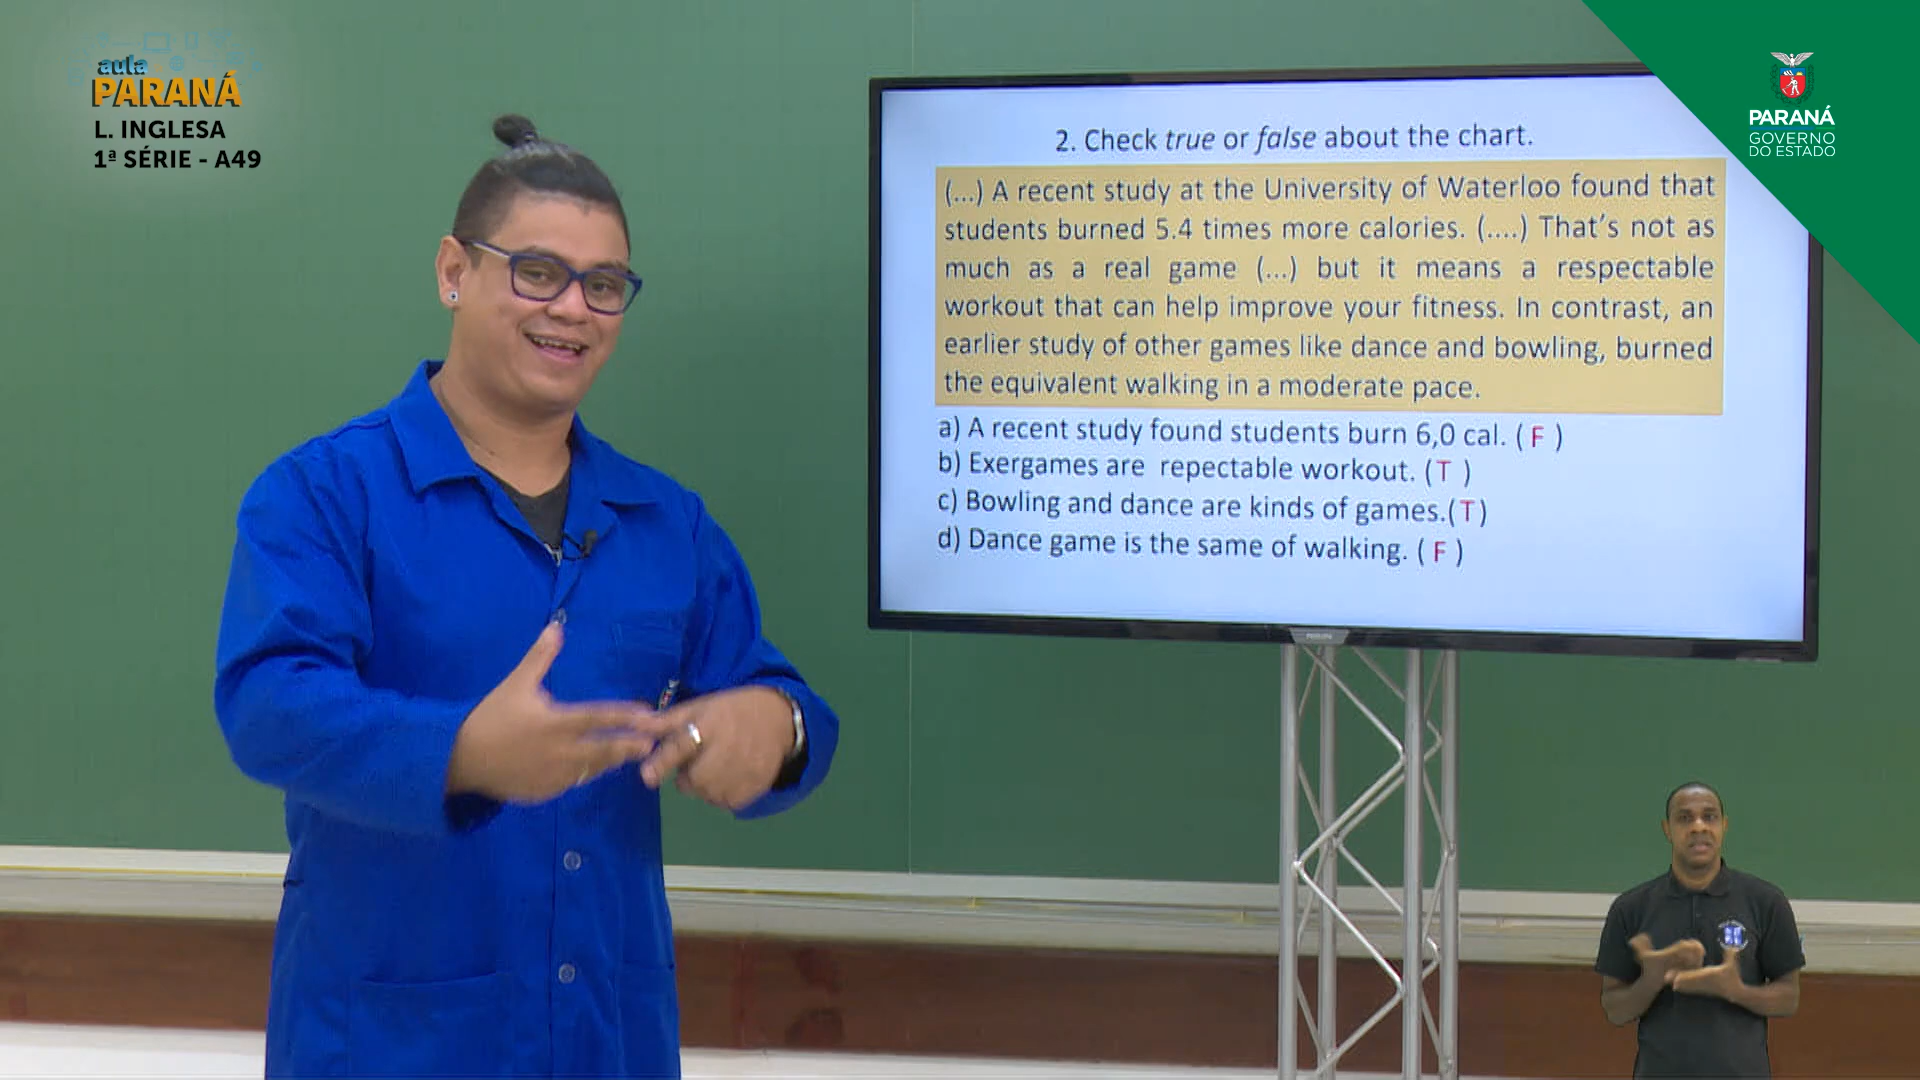 aula
PARANÁ
L. INGLESA
1ª SÉRIE - A49
PARANÁ
GOVERNO
DO ESTADO
2. Check true or false about the chart.
(...) A recent study at the University of Waterloo found that
students burned 5.4 times more calories. (....) That's not as
much as a real game (...) but it means a respectable
workout that can help improve your fitness. In contrast, an
earlier study of other games like dance and bowling, burned
the equivalent walking in a moderate pace.
a) A recent study found students burn 6,0 cal. ( F )
b) Exergames are repectable workout. (T )
c) Bowling and dance are kinds of games.(T)
d) Dance game is the same of walking. ( F )